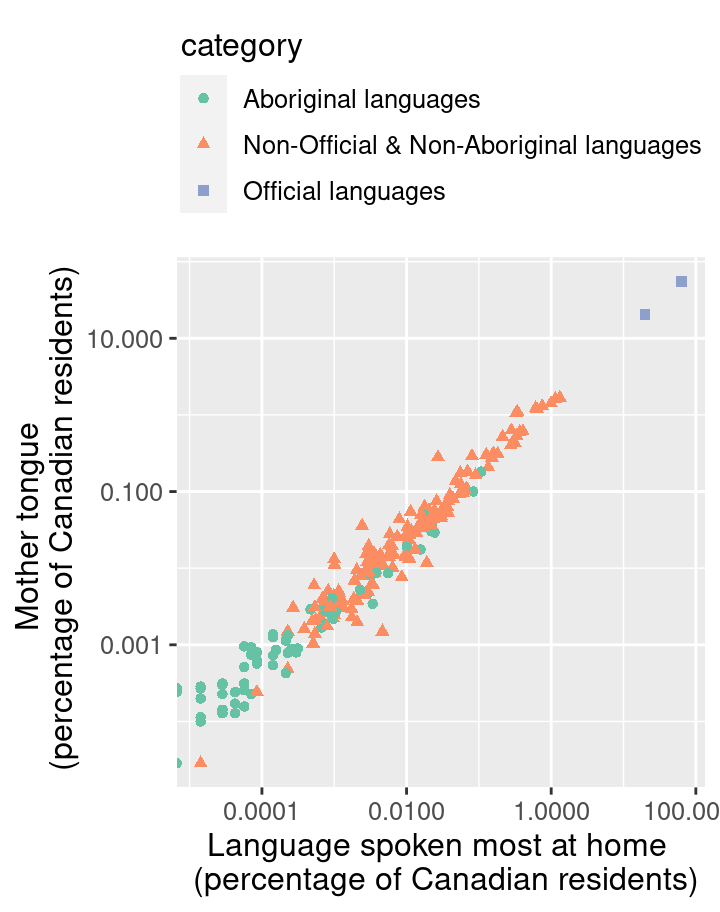 category
Aboriginal languages
Non-Official & Non-Aboriginal languages
Official languages
Mother tongue
(percentage of Canadian residents)
10.000
0.100
0.001
0.0001
0.0100
1.0000
100.00
Language spoken most at home
(percentage of Canadian residents)